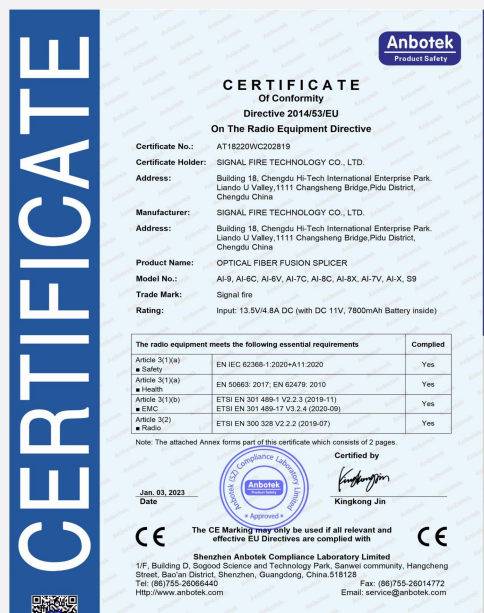 CERTIFICATE
Anbotek
Product Safety
CERTIFICATE
Of Conformity
Directive 2014/53/EU
On The Radio Equipment Directive
Certificate No.: AT18220WC202819
Certificate Holder: SIGNAL FIRE TECHNOLOGY CO., LTD.
Address: Building 18, Chengdu Hi-Tech International Enterprise Park.
Liando U Valley,1111 Changsheng Bridge,Pidu District,
Chengdu China
Manufacturer: SIGNAL FIRE TECHNOLOGY CO., LTD.
Address: Building 18, Chengdu Hi-Tech International Enterprise Park.
Liando U Valley,1111 Changsheng Bridge,Pidu District,
Chengdu China
Product Name: OPTICAL FIBER FUSION SPLICER
Model No.: AI-9, AI-6C, AI-6V, AI-7C, AI-8C, AI-8X, AI-7V, AI-X, S9
Trade Mark: Signal fire
Rating: Input: 13.5V/4.8A DC (with DC 11V, 7800mAh Battery inside)
The radio equipment meets the following essential requirements Complied
Article 3(1)(a)
■ Safety EN IEC 62368-1:2020+A11:2020 Yes
Article 3(1)(a)
■ Health EN 50663: 2017; EN 62479: 2010 Yes
Article 3(1)(b) ETSI EN 301 489-1 V2.2.3 (2019-11)
■ EMC ETSI EN 301 489-17 V3.2.4 (2020-09) Yes
Article 3(2)
■ Radio ETSI EN 300 328 V2.2.2 (2019-07) Yes
Note: The attached Annex forms part of this certificate which consists of 2 pages.
Certified by
Anbotek (SZ) Compliance Laboratory Limited
Anbotek
Product Safety
* Approved *
Kingkongjin
Jan. 03, 2023
Date Kingkong Jin
CE The CE Marking may only be used if all relevant and CE
effective EU Directives are complied with
Shenzhen Anbotek Compliance Laboratory Limited
1/F, Building D, Sogood Science and Technology Park, Sanwei community, Hangcheng
Street, Bao'an District, Shenzhen, Guangdong, China.518128
Tel: (86)755-26066440 Fax: (86)755-26014772
Http://www.anbotek.com Email: service@anbotek.com